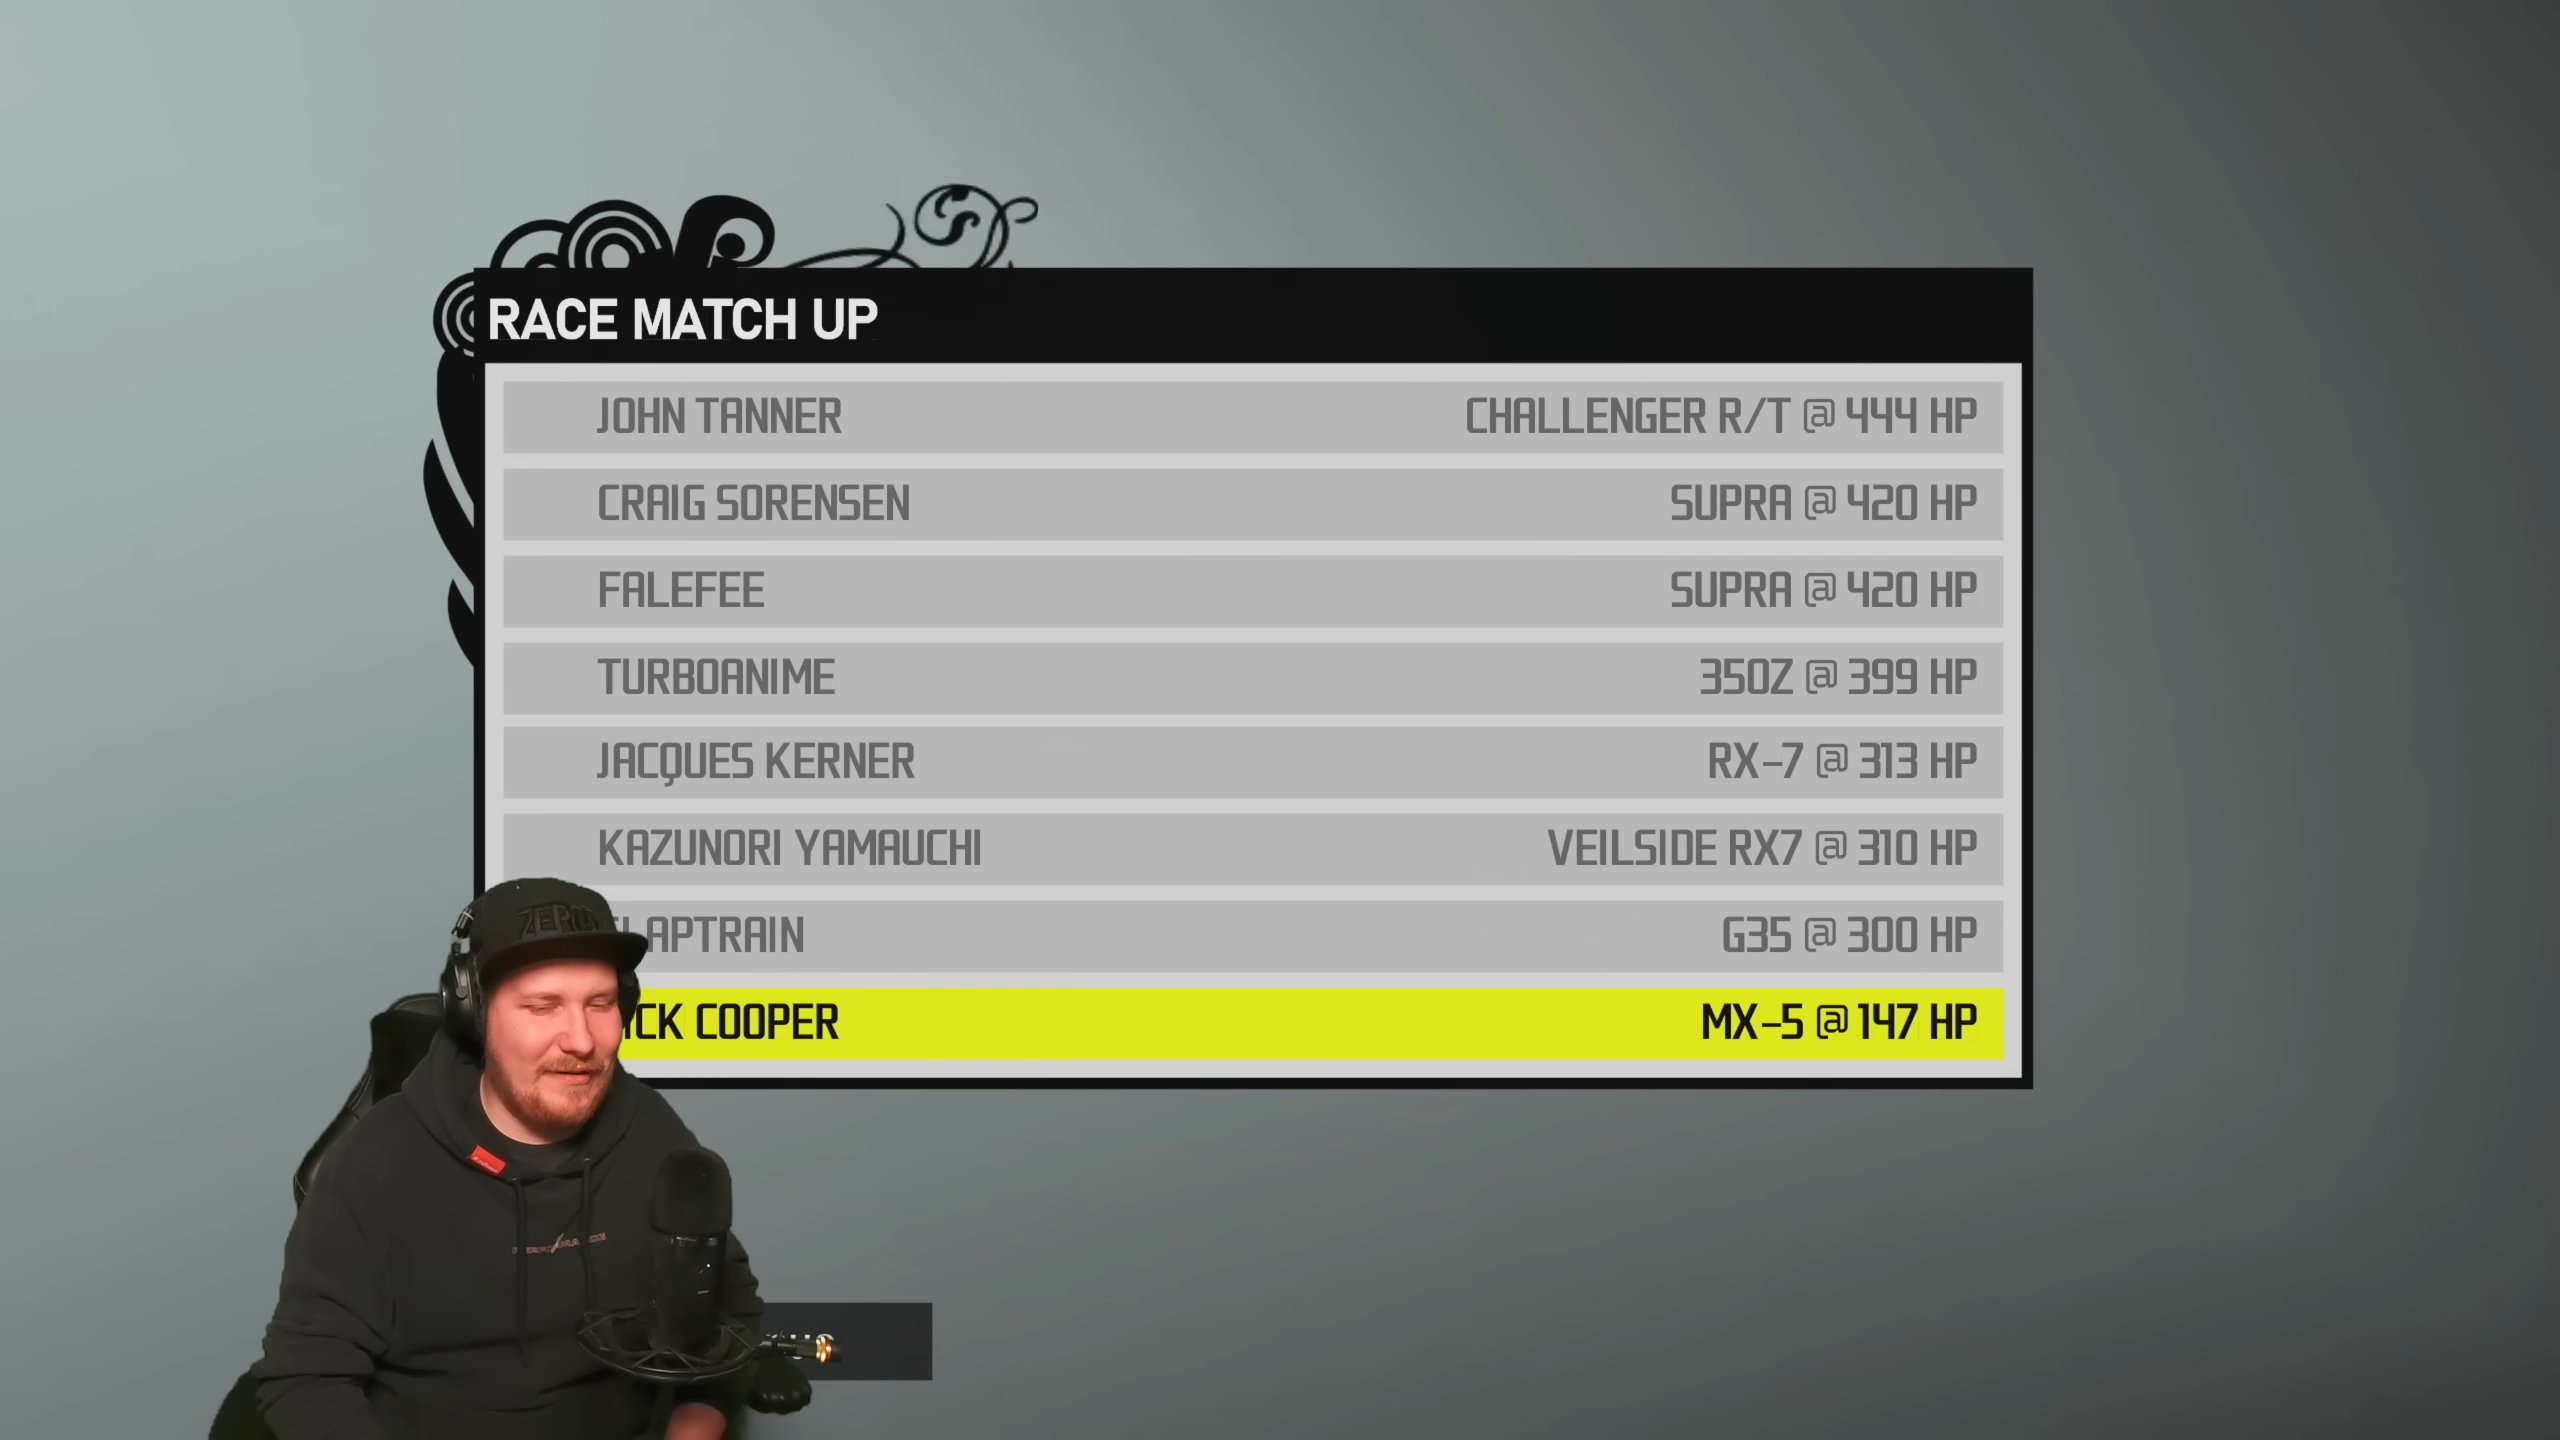 RACE MATCH UP
JOHN TANNER CHALLENGER R/T @ 444 HP
CRAIG SORENSEN SUPRA @ 420 HP
FALEFEE SUPRA @ 420 HP
TURBOANIME 350Z @ 399 HP
JACQUES KERNER RX-7 @ 313 HP
KAZUNORI YAMAUCHI VEILSIDE RX7 @ 310 HP
G35 @ 300 HP
COOPER MX-5 @ 147 HP